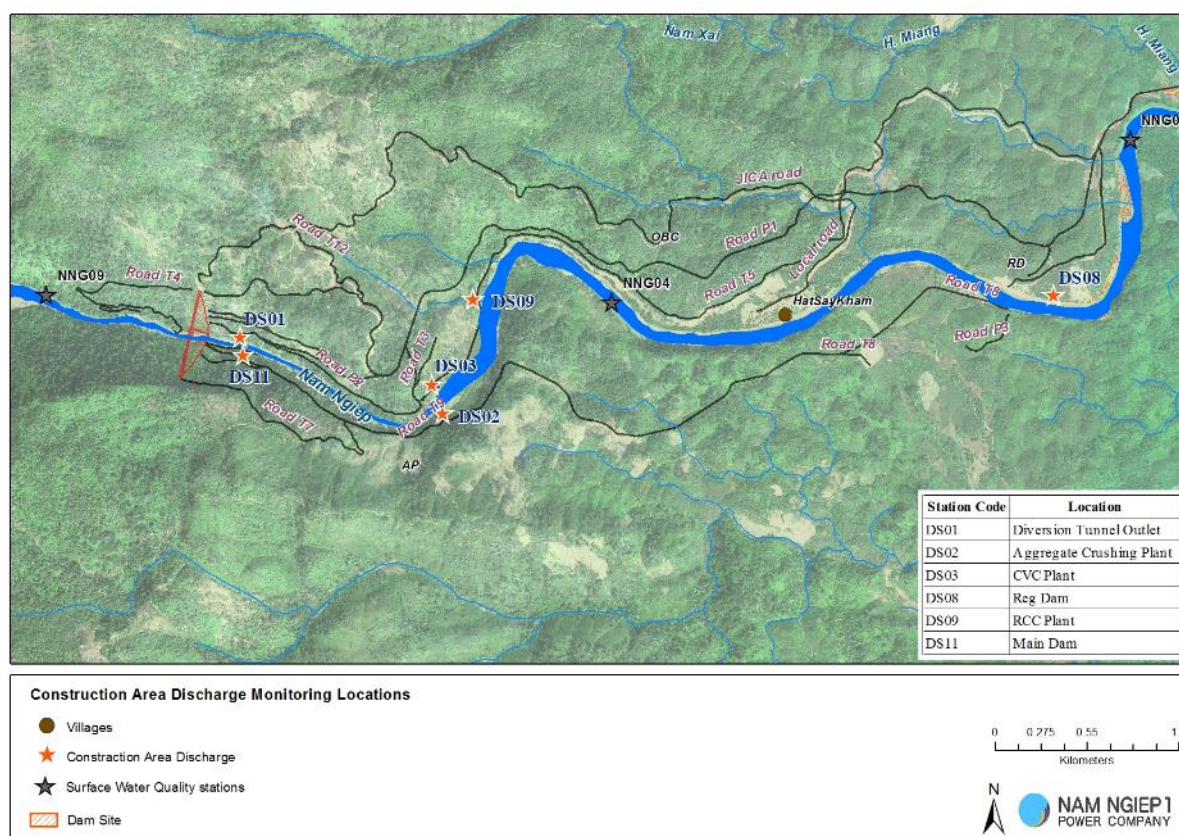 Nam Xai
H. Miang
H. Miang
NNG0
JICA road
OBC
Road P1
Road T12
Local road
Road T5
RD
NNG09
Road T4
NNG04
DS09
HatSayKham
Road T8
DS08
DS01
DS11
Road P2
Road T3
Road T8
Road P3
Nam Ngiep
DS03
Road T9
DS02
Road T7
AP
Station Code Location
DS01 Diversion Tunnel Outlet
DS02 Aggregate Crushing Plant
DS03 CVC Plant
DS08 Reg Dam
DS09 RCC Plant
DS11 Main Dam
Construction Area Discharge Monitoring Locations
Villages
Constraction Area Discharge
Surface Water Quality stations
Dam Site
0 0.275 0.55 1
Kilometers
N
NAM NGIEP1
POWER COMPANY